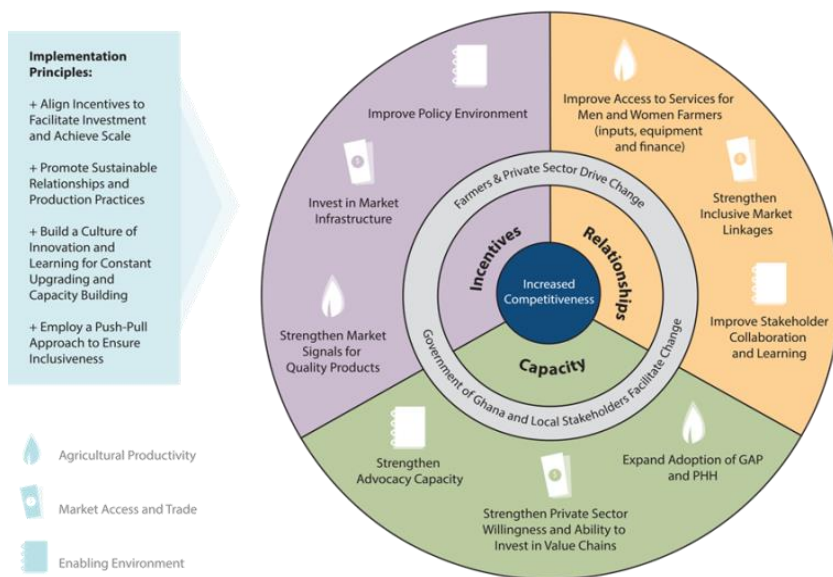 Implementation
Principles:
+ Align Incentives to
Facilitate Investment
and Achieve Scale
+ Promote Sustainable
Relationships and
Production Practices
+ Build a Culture of
Innovation and
Learning for Constant
Upgrading and
Capacity Building
+ Employ a Push-Pull
Approach to Ensure
Inclusiveness
Agricultural Productivity
Market Access and Trade
Enabling Environment
Improve Policy Environment
Invest in Market
Infrastructure
Strengthen Market
Signals for
Quality Products
Improve Access to Services for
Men and Women Farmers
(inputs, equipment
and finance)
Strengthen
Inclusive Market
Linkages
Improve Stakeholder
Collaboration
and Learning
Expand Adoption of GAP
and PHH
Strengthen Private Sector
Willingness and Ability to
Invest in Value Chains
Strengthen
Advocacy Capacity
Farmers & Private Sector Drive Change
Government of Ghana and Local Stakeholders Facilitate Change
Incentives
Relationships
Capacity
Increased
Competitiveness